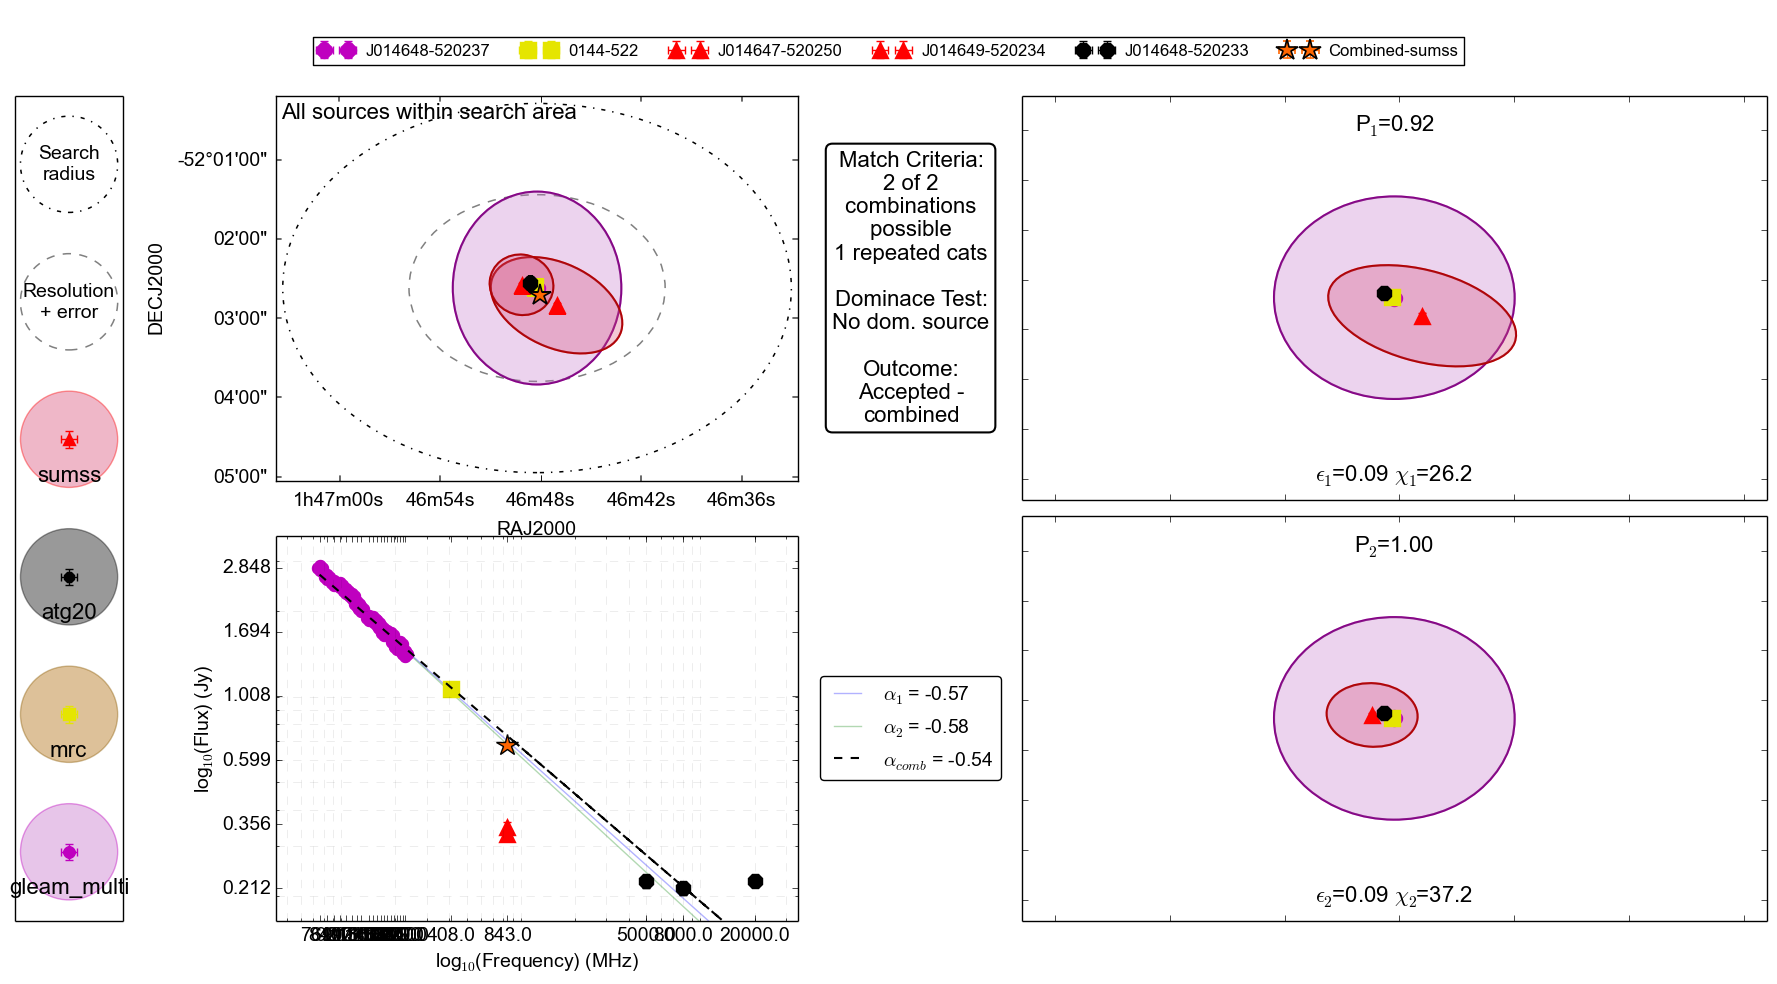 J014648-520237
0144-522
J014647-520250
J014649-520234
J014648-520233
Combined-sumss
Search
radius
Resolution
+ error
sumss
atg20
mrc
gleam_multi
All sources within search area
DECJ2000
-52°01'00"
02'00"
03'00"
04'00"
05'00"
1h47m00s
46m54s
46m48s
46m42s
46m36s
RAJ2000
Match Criteria:
2 of 2
combinations
possible
1 repeated cats
Dominace Test:
No dom. source
Outcome:
Accepted -
combined
P1=0.92
ϵ1=0.09 χ1=26.2
log10(Flux) (Jy)
2.848
1.694
1.008
0.599
0.356
0.212
408.0
843.0
5000.0
8000.0
20000.0
log10(Frequency) (MHz)
α1 = -0.57
α2 = -0.58
αcomb = -0.54
P2=1.00
ϵ2=0.09 χ2=37.2